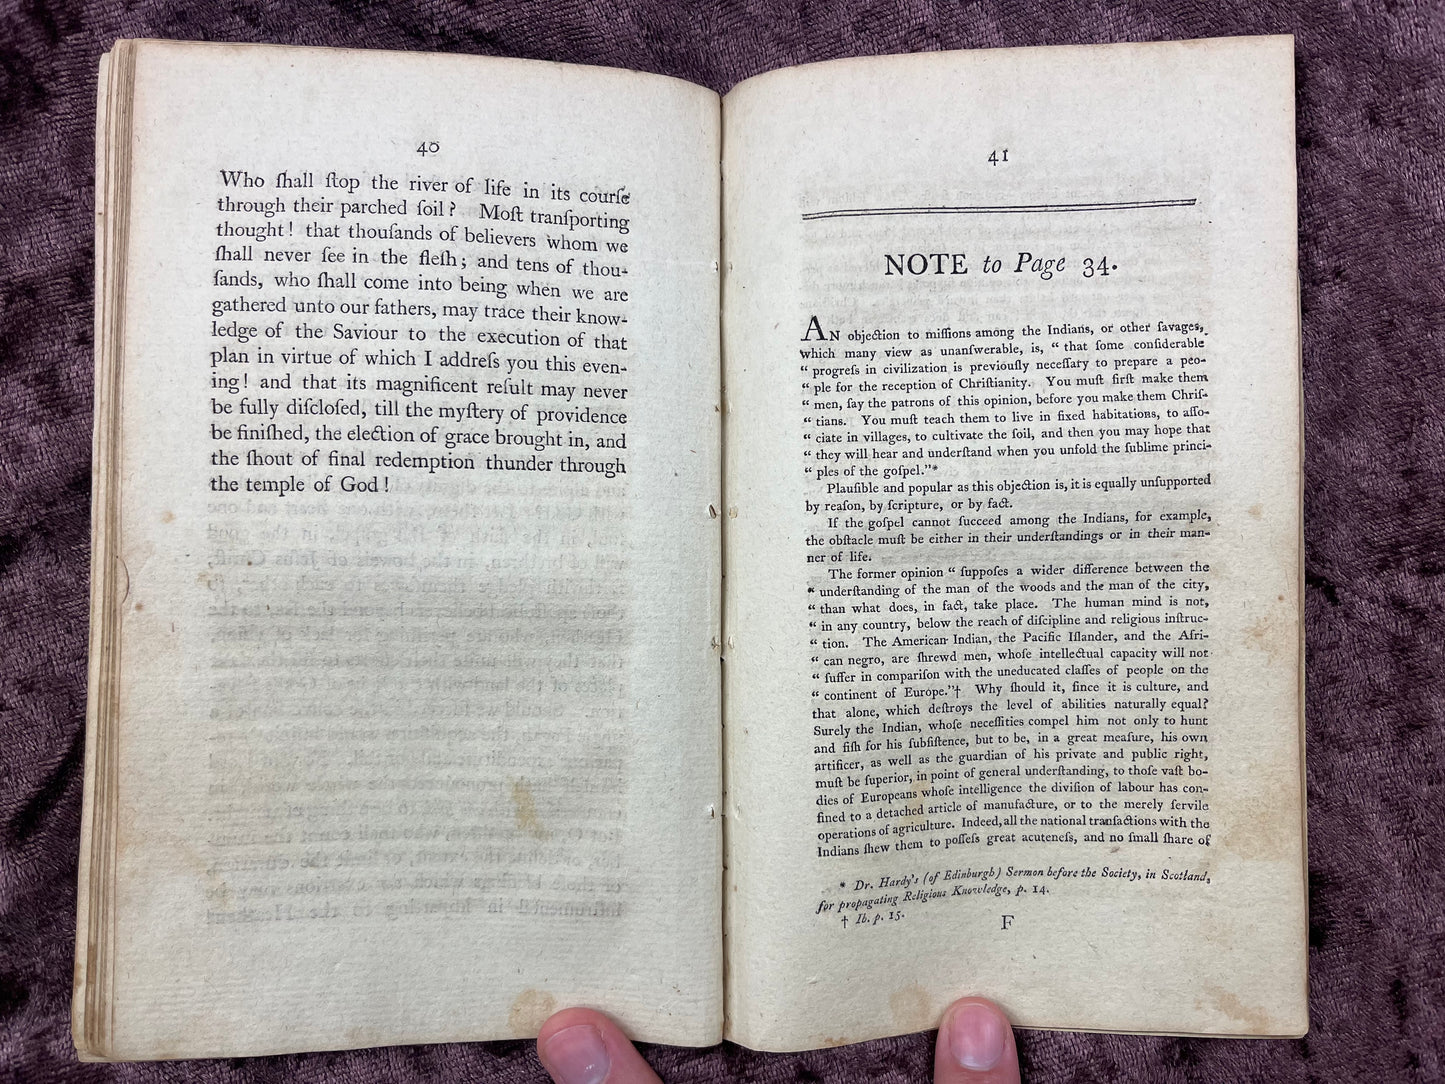 40
Who ſhall ſtop the river of life in its courſe
through their parched ſoil? Moſt tranſporting
thought! that thouſands of believers whom we
ſhall never ſee in the fleſh; and tens of thou-
ſands, who ſhall come into being when we are
gathered unto our fathers, may trace their know-
ledge of the Saviour to the execution of that
plan in virtue of which I addreſs you this even-
ing! and that its magnificent reſult may never
be fully diſcloſed, till the myſtery of providence
be finiſhed, the election of grace brought in, and
the ſhout of final redemption thunder through
the temple of God!
41
NOTE to Page 34.
AN objection to miſſions among the Indians, or other ſavages,
which many view as unanſwerable, is, “ that ſome conſiderable
“ progreſs in civilization is previouſly neceſſary to prepare a peo-
“ ple for the reception of Chriſtianity. You muſt firſt make them
“ men, ſay the patrons of this opinion, before you make them Chriſ-
“ tians. You muſt teach them to live in fixed habitations, to aſſo-
“ ciate in villages, to cultivate the ſoil, and then you may hope that
“ they will hear and underſtand when you unfold the ſublime princi-
“ ples of the goſpel.”*
Plauſible and popular as this objection is, it is equally unſupported
by reaſon, by ſcripture, or by fact.
If the goſpel cannot ſucceed among the Indians, for example,
the obſtacle muſt be either in their underſtandings or in their man-
ner of life.
The former opinion “ ſuppoſes a wider difference between the
“ underſtanding of the man of the woods and the man of the city,
“ than what does, in fact, take place. The human mind is not,
“ in any country, below the reach of diſcipline and religious inſtruc-
“ tion. The American Indian, the Pacific Iſlander, and the Afri-
“ can negro, are ſhrewd men, whoſe intellectual capacity will not
“ ſuffer in compariſon with the uneducated claſſes of people on the
“ continent of Europe.”† Why ſhould it, ſince it is culture, and
that alone, which deſtroys the level of abilities naturally equal?
Surely the Indian, whoſe neceſſities compel him not only to hunt
and fiſh for his ſubſiſtence, but to be, in a great meaſure, his own
artificer, as well as the guardian of his private and public right,
muſt be ſuperior, in point of general underſtanding, to thoſe vaſt bo-
dies of Europeans whoſe intelligence the diviſion of labour has con-
fined to a detached article of manufacture, or to the merely ſervile
operations of agriculture. Indeed, all the national tranſactions with the
Indians ſhew them to poſſeſs great acuteneſs, and no ſmall ſhare of
* Dr. Hardy's (of Edinburgh) Sermon before the Society, in Scotland,
for propagating Religious Knowledge, p. 14.
† Ib. p. 15.
F